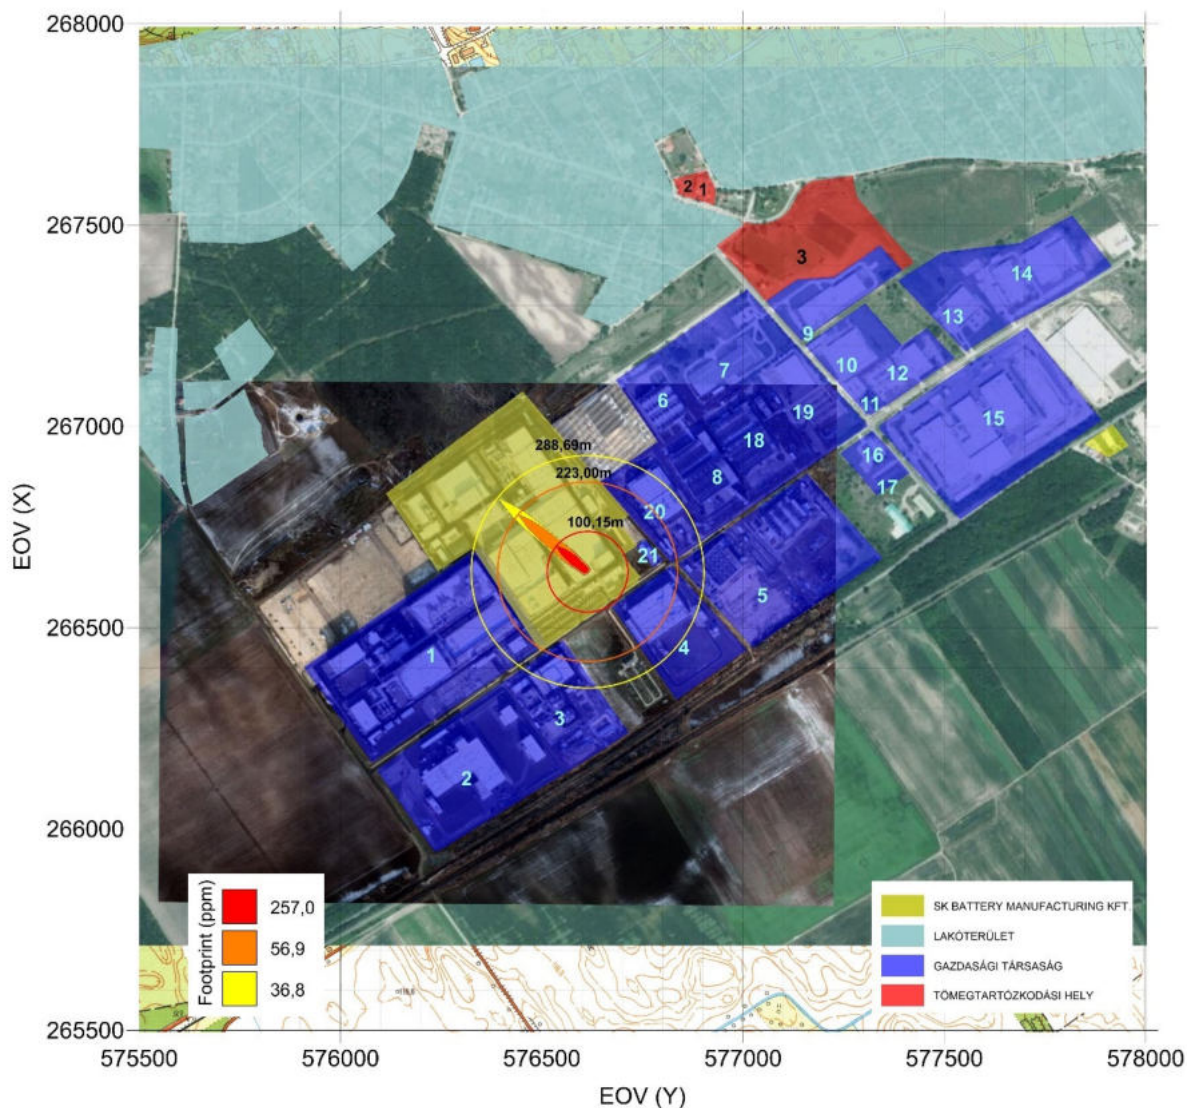 268000
267500
267000
266500
266000
265500
EOV (X)
2 1
3
14
13
9
7
10
12
6
11
19
15
18
16
8
17
288,69m
223,00m
100,15m
20
21
5
1
4
3
2
Footprint (ppm)
257,0
56,9
36,8
SK BATTERY MANUFACTURING KFT.
LAKÓTERÜLET
GAZDASÁGI TÁRSASÁG
TÖMEGTARTÓZKODÁSI HELY
575500 576000 576500 577000 577500 578000
EOV (Y)